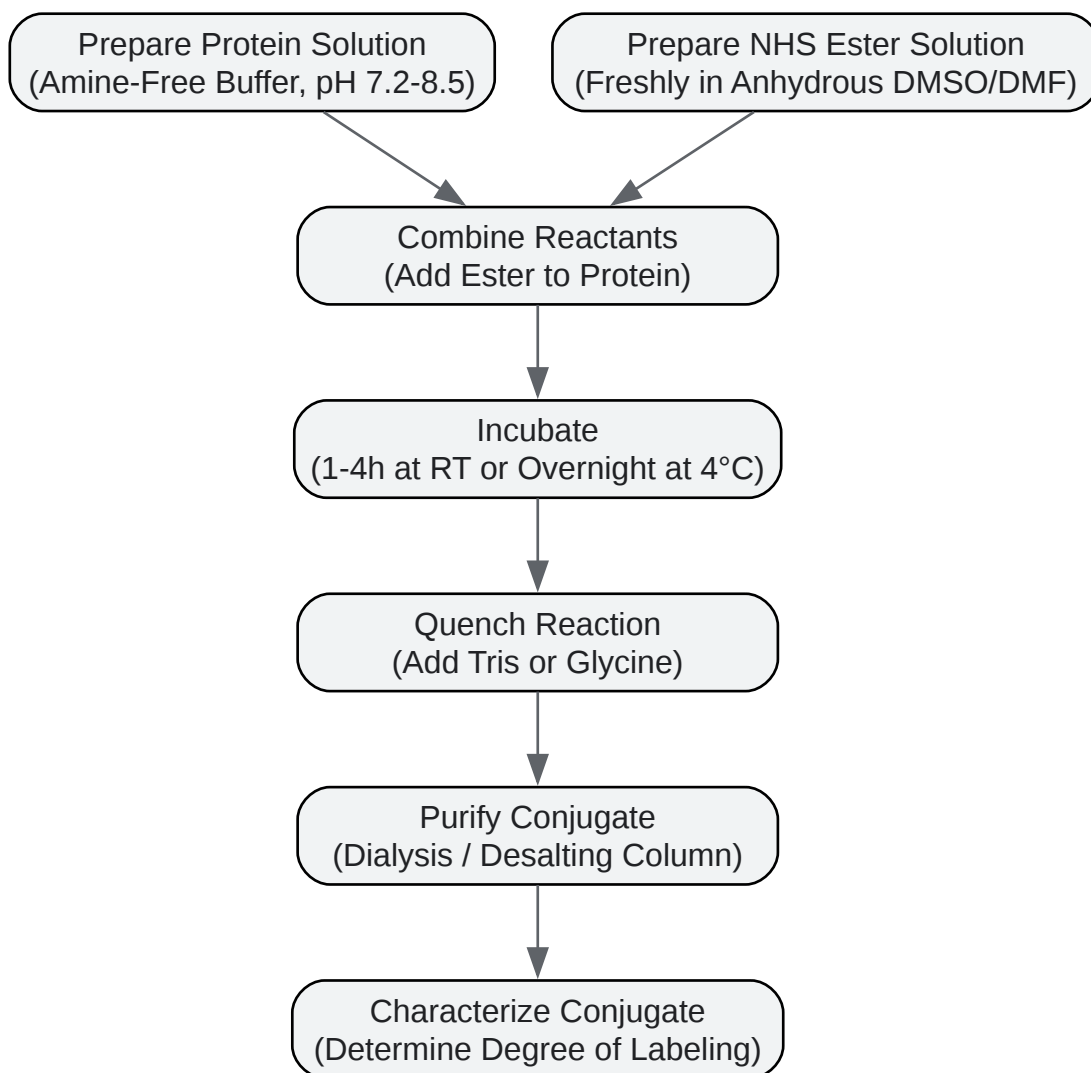 Prepare Protein Solution
(Amine-Free Buffer, pH 7.2-8.5)
Prepare NHS Ester Solution
(Freshly in Anhydrous DMSO/DMF)
Combine Reactants
(Add Ester to Protein)
Incubate
(1-4h at RT or Overnight at 4°C)
Quench Reaction
(Add Tris or Glycine)
Purify Conjugate
(Dialysis / Desalting Column)
Characterize Conjugate
(Determine Degree of Labeling)